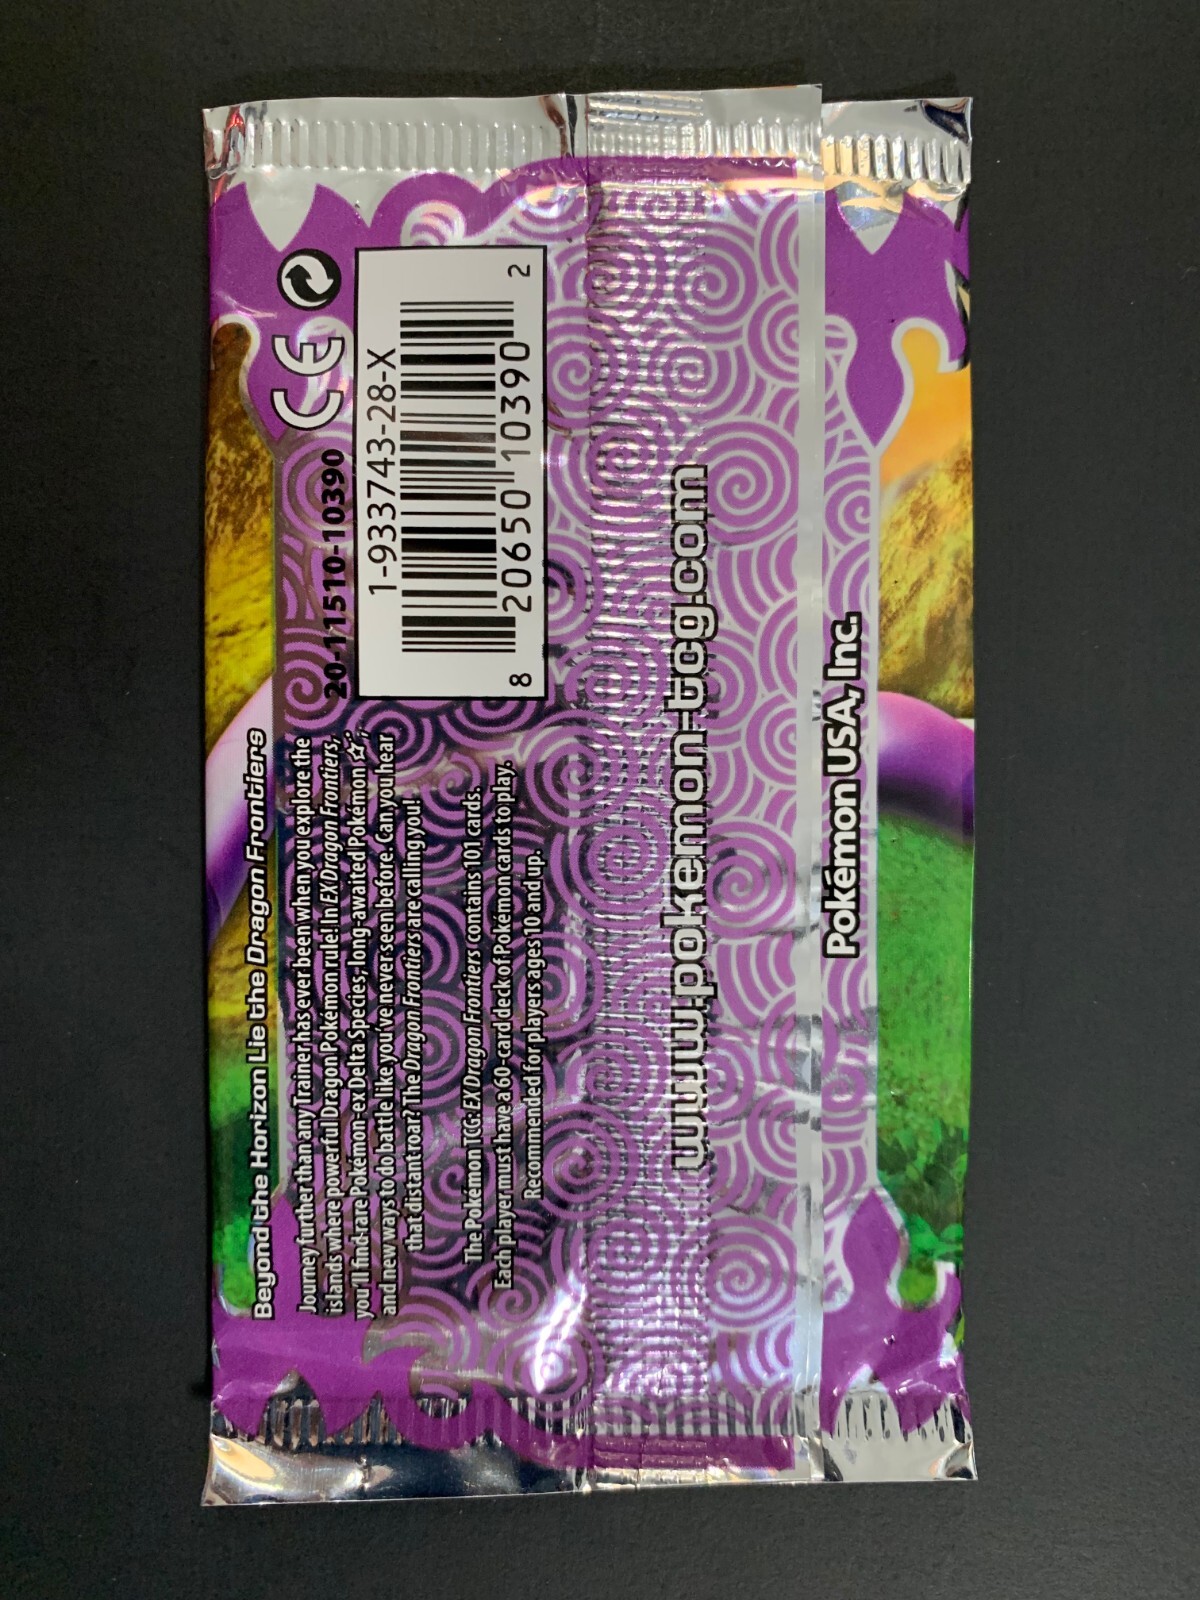 Beyond the Horizon Lie the Dragon Frontiers
Journey further than any Trainer has ever been when you explore the
islands where powerful Dragon Pokémon rule! In EX Dragon Frontiers,
you'll find rare Pokémon-ex Delta Species, long-awaited Pokémon ☆,
and new ways to do battle like you've never seen before. Can you hear
that distant roar? The Dragon Frontiers are calling you!
The Pokémon TCG: EX Dragon Frontiers contains 101 cards.
Each player must have a 60-card deck of Pokémon cards to play.
Recommended for players ages 10 and up.
20-11510-10390
CE
1-933743-28-X
8 20650 10390 2
www.pokemon-tcg.com
Pokémon USA, Inc.